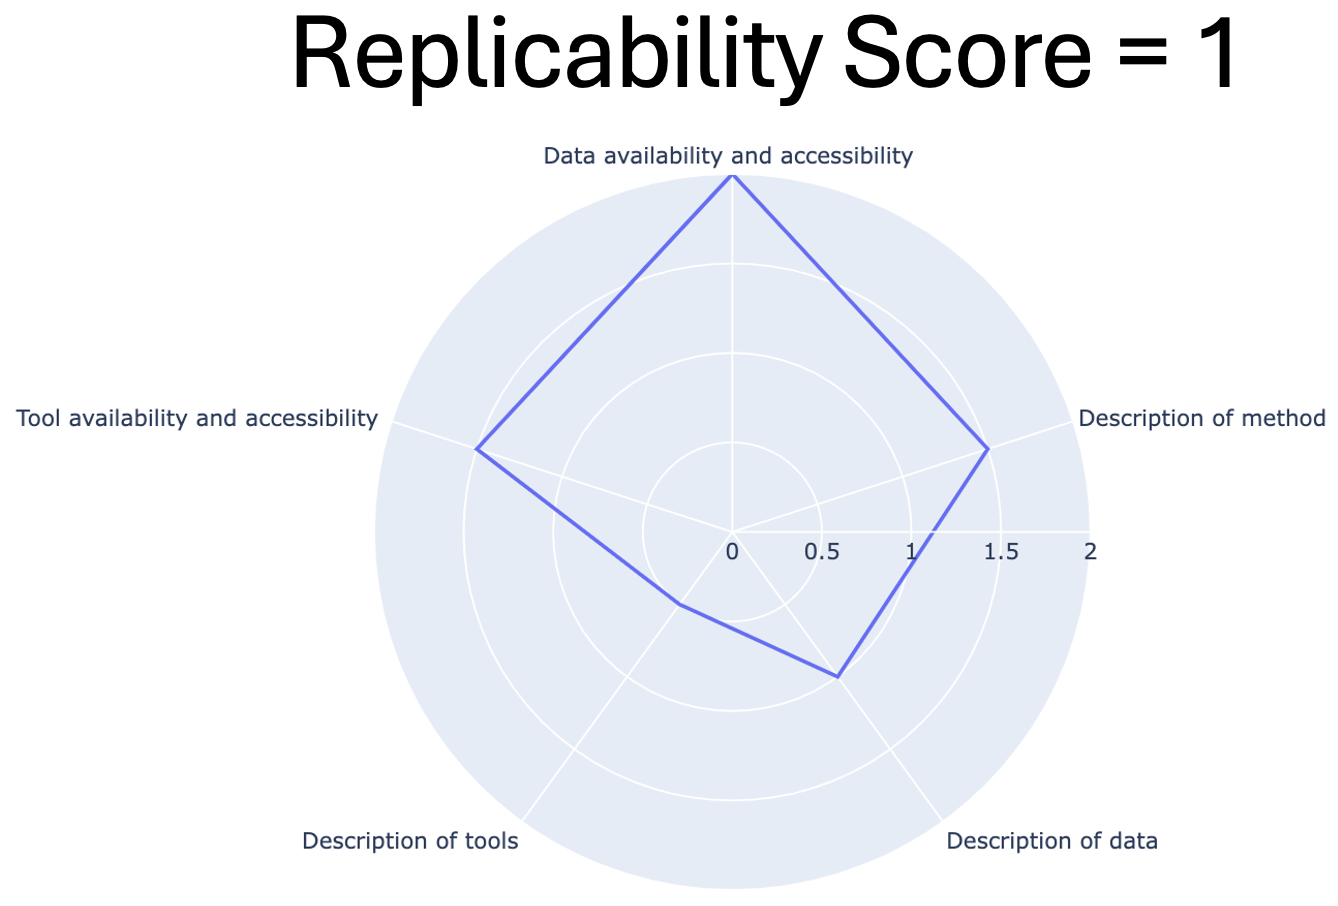 Replicability Score = 1
Data availability and accessibility
Tool availability and accessibility
Description of method
0 0.5 1 1.5 2
Description of tools
Description of data